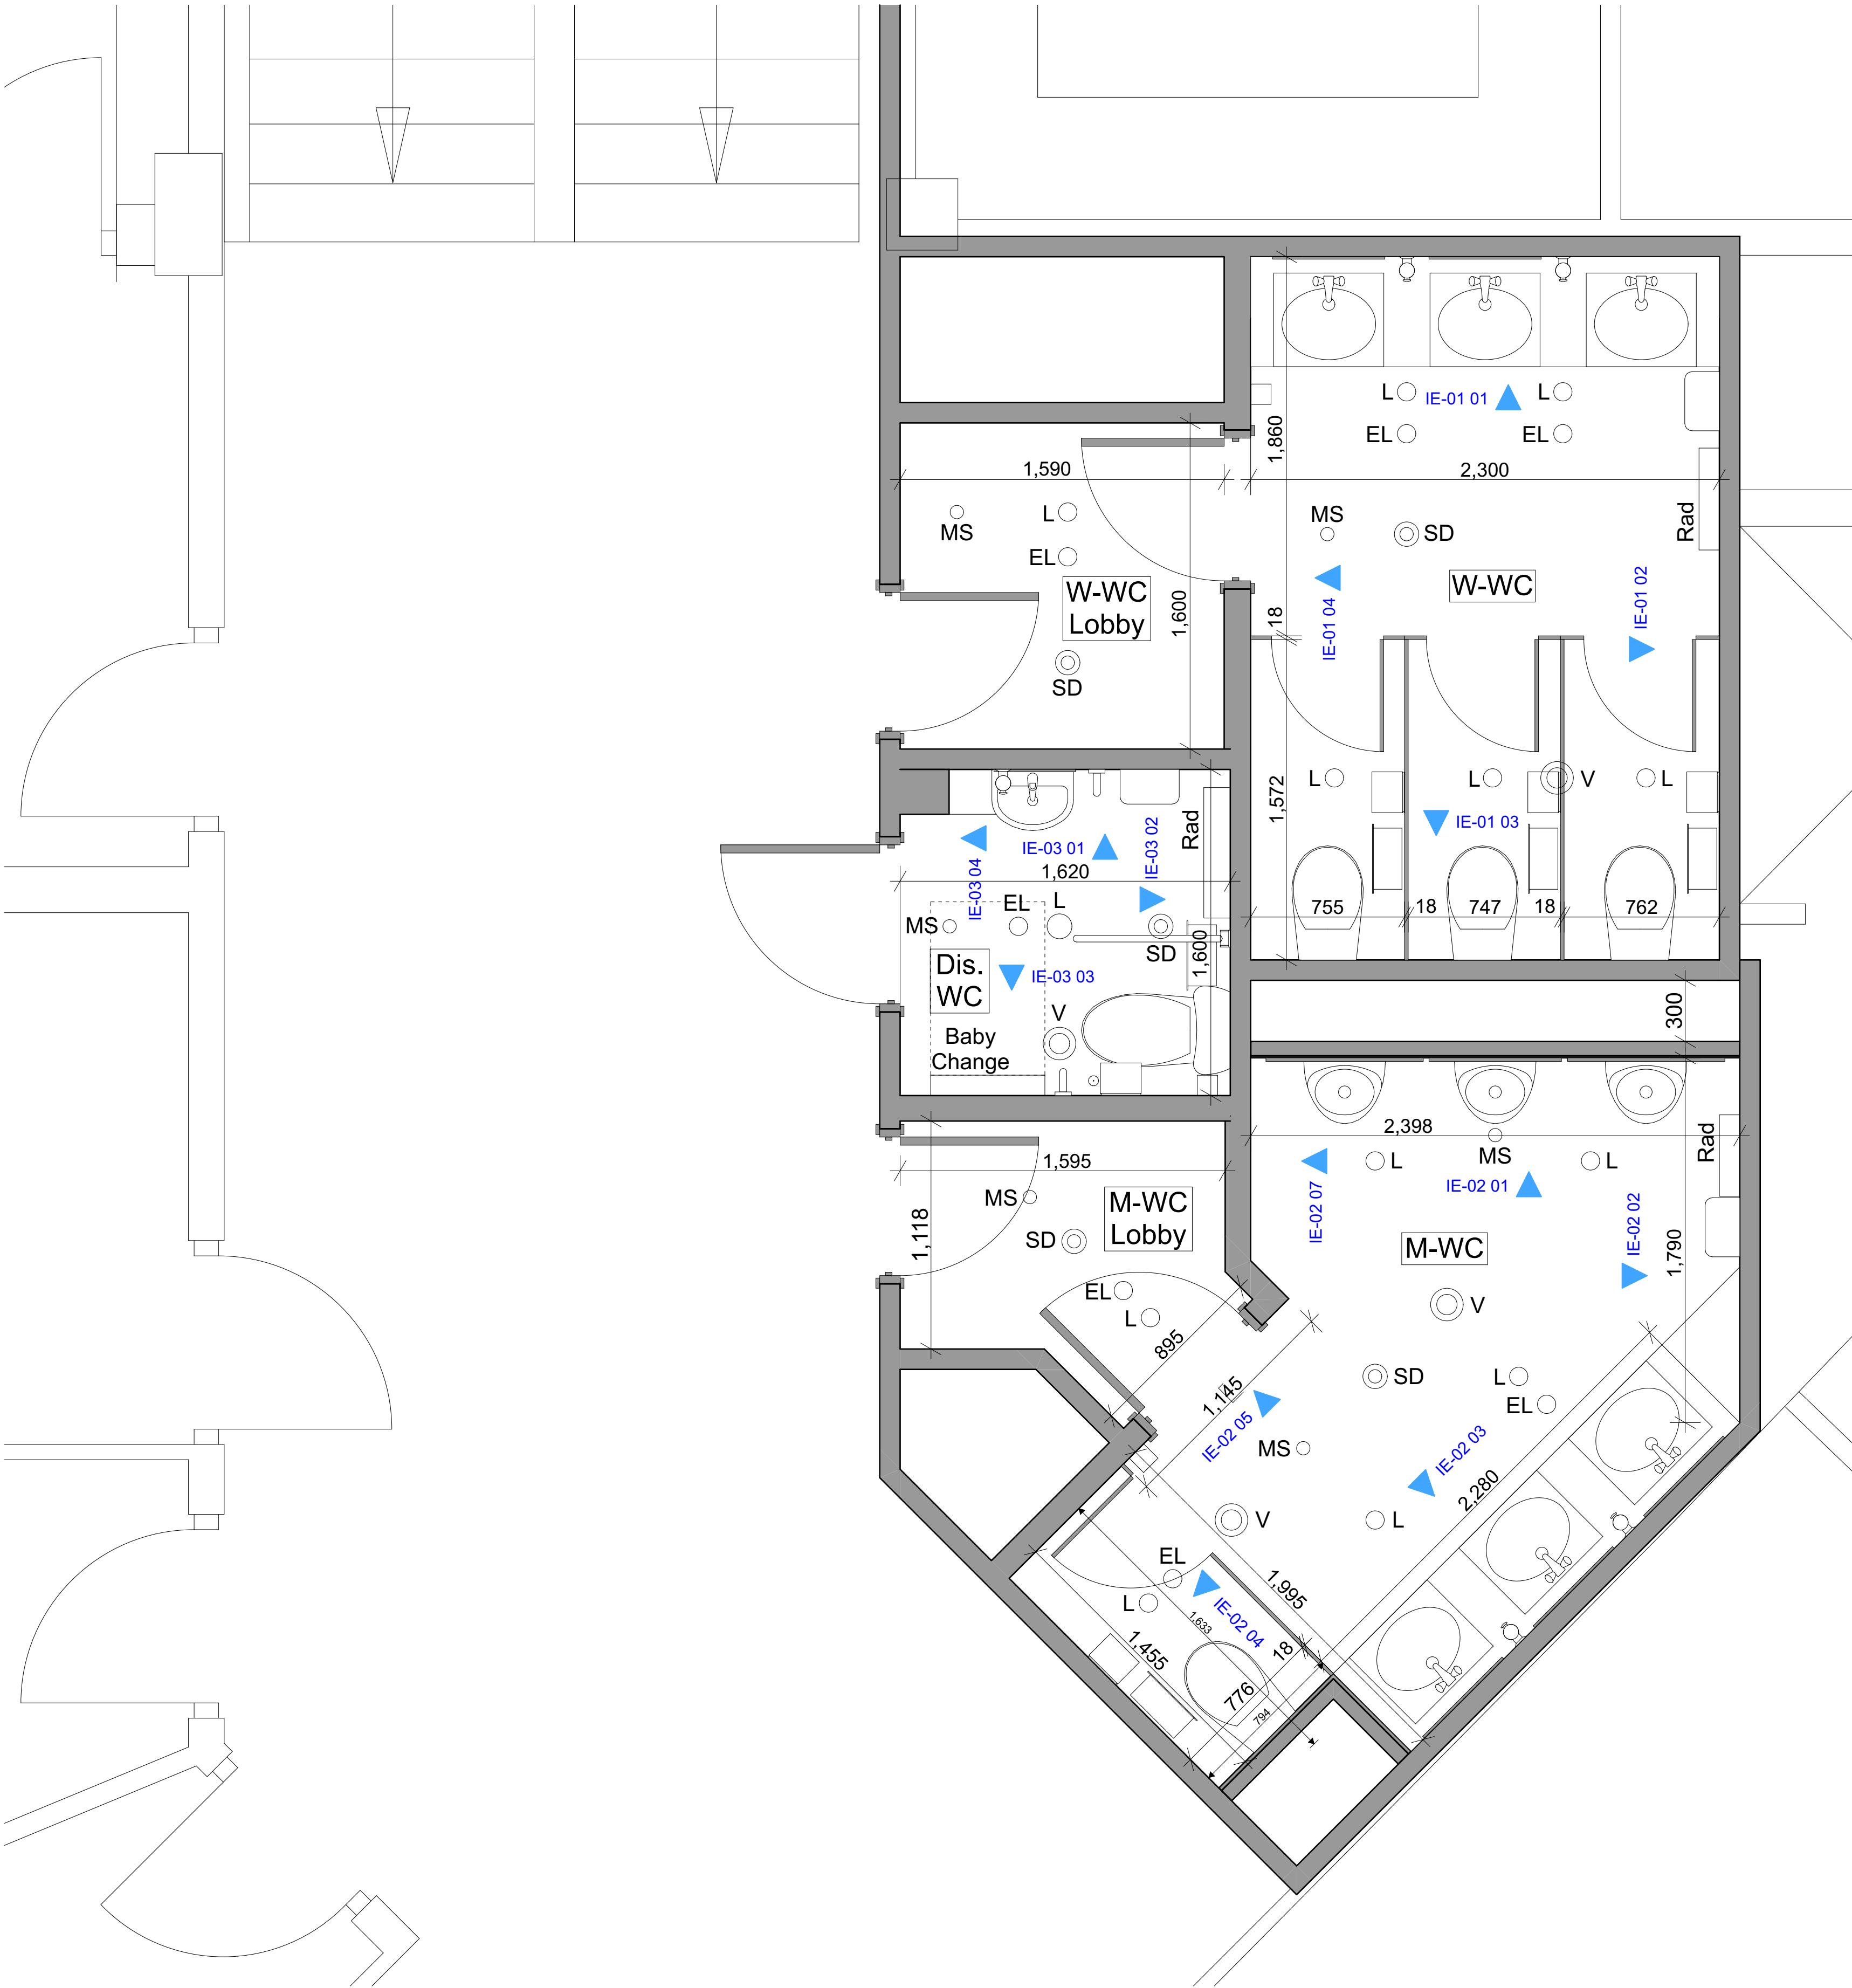 L
IE-01 01
L
EL
EL
1,860
1,590
2,300
MS
L
EL
MS
SD
Rad
W-WC
Lobby
1,600
SD
W-WC
IE-01 04
IE-01 02
18
L
L
V
L
1,572
IE-01 03
755
18
747
18
762
Rad
IE-03 01
IE-03 02
IE-03 04
1,620
MS
EL
L
SD
1,600
Dis.
WC
IE-03 03
V
Baby
Change
300
2,398
MS
L
L
Rad
IE-02 07
IE-02 01
IE-02 02
1,595
1,118
MS
M-WC
Lobby
SD
EL
L
895
M-WC
1,790
V
1,145
IE-02 05
SD
L
EL
MS
IE-02 03
2,280
V
L
EL
L
IE-02 04
1,995
1,633
1,455
18
776
794